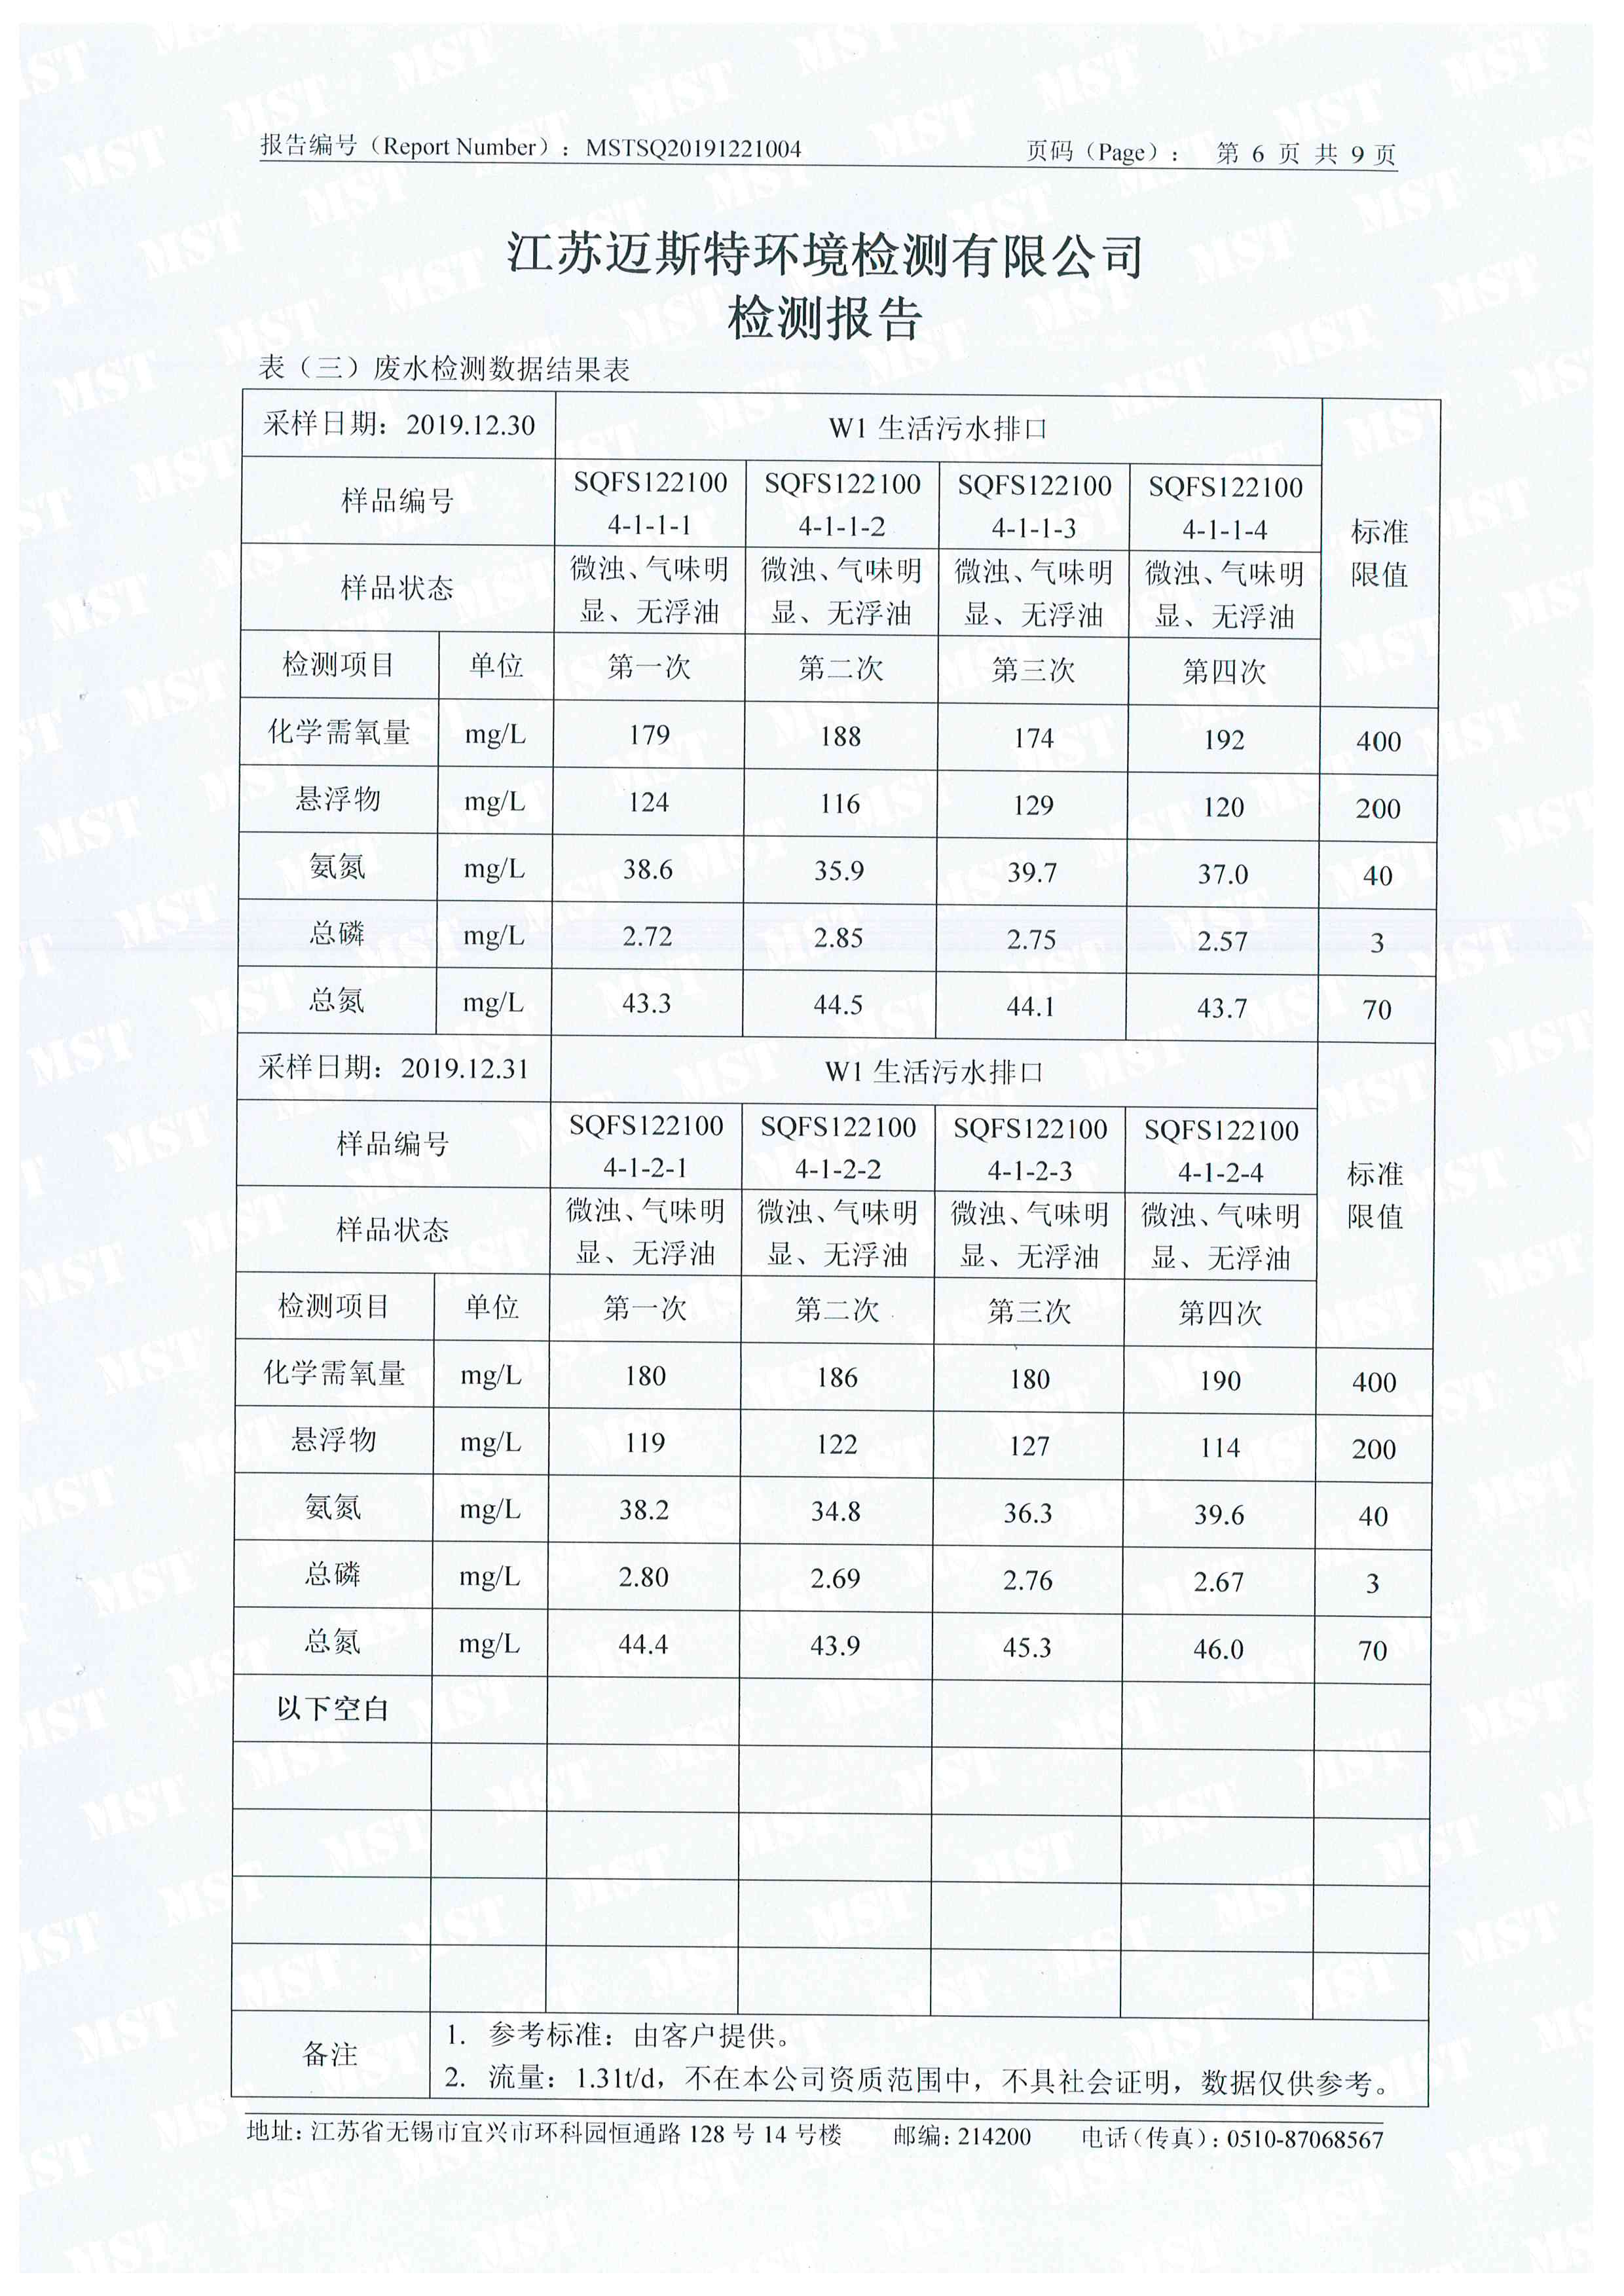 报告编号（Report Number）：MSTSQ20191221004 页码（Page）： 第 6 页 共 9 页
江苏迈斯特环境检测有限公司
检测报告
表（三）废水检测数据结果表
采样日期：2019.12.30 W1 生活污水排口 标准限值
样品编号 SQFS1221004-1-1-1 SQFS1221004-1-1-2 SQFS1221004-1-1-3 SQFS1221004-1-1-4
样品状态 微浊、气味明显、无浮油 微浊、气味明显、无浮油 微浊、气味明显、无浮油 微浊、气味明显、无浮油
检测项目 单位 第一次 第二次 第三次 第四次
化学需氧量 mg/L 179 188 174 192 400
悬浮物 mg/L 124 116 129 120 200
氨氮 mg/L 38.6 35.9 39.7 37.0 40
总磷 mg/L 2.72 2.85 2.75 2.57 3
总氮 mg/L 43.3 44.5 44.1 43.7 70
采样日期：2019.12.31 W1 生活污水排口 标准限值
样品编号 SQFS1221004-1-2-1 SQFS1221004-1-2-2 SQFS1221004-1-2-3 SQFS1221004-1-2-4
样品状态 微浊、气味明显、无浮油 微浊、气味明显、无浮油 微浊、气味明显、无浮油 微浊、气味明显、无浮油
检测项目 单位 第一次 第二次 第三次 第四次
化学需氧量 mg/L 180 186 180 190 400
悬浮物 mg/L 119 122 127 114 200
氨氮 mg/L 38.2 34.8 36.3 39.6 40
总磷 mg/L 2.80 2.69 2.76 2.67 3
总氮 mg/L 44.4 43.9 45.3 46.0 70
以下空白
备注 1. 参考标准：由客户提供。
2. 流量：1.31t/d，不在本公司资质范围中，不具社会证明，数据仅供参考。
地址：江苏省无锡市宜兴市环科园恒通路 128 号 14 号楼 邮编：214200 电话（传真）：0510-87068567